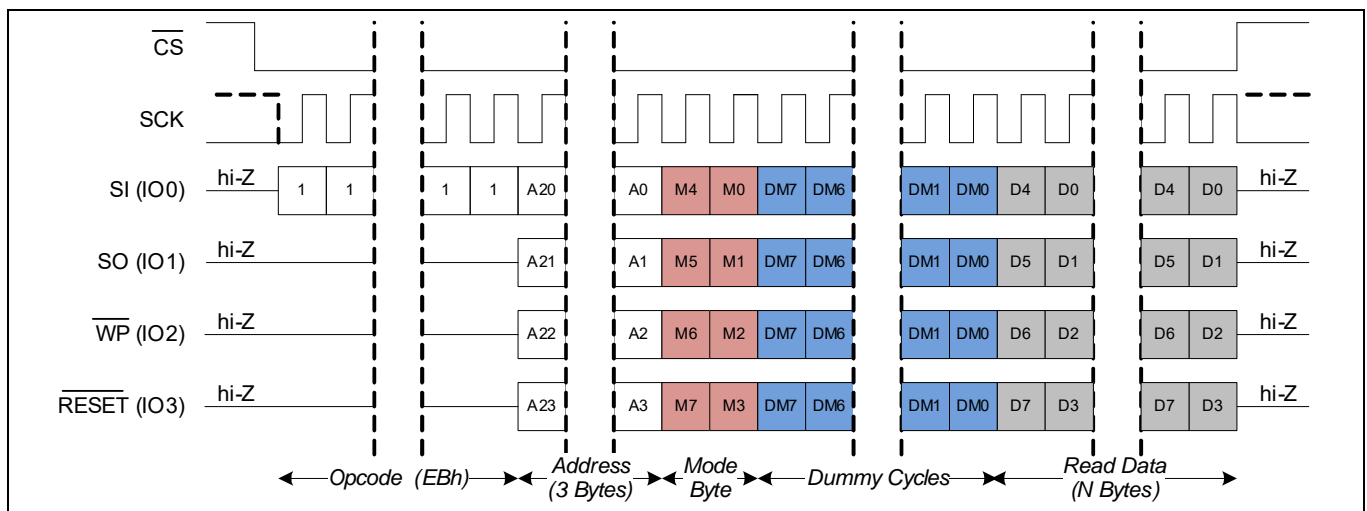 CS
SCK
SI (IO0) hi-Z 1 1 1 1 A20 A0 M4 M0 DM7 DM6 DM1 DM0 D4 D0 D4 D0 hi-Z
SO (IO1) hi-Z A21 A1 M5 M1 DM7 DM6 DM1 DM0 D5 D1 D5 D1 hi-Z
WP (IO2) hi-Z A22 A2 M6 M2 DM7 DM6 DM1 DM0 D6 D2 D6 D2 hi-Z
RESET (IO3) hi-Z A23 A3 M7 M3 DM7 DM6 DM1 DM0 D7 D3 D7 D3 hi-Z
Opcode (EBh) Address Mode Dummy Cycles Read Data
(3 Bytes) Byte (N Bytes)